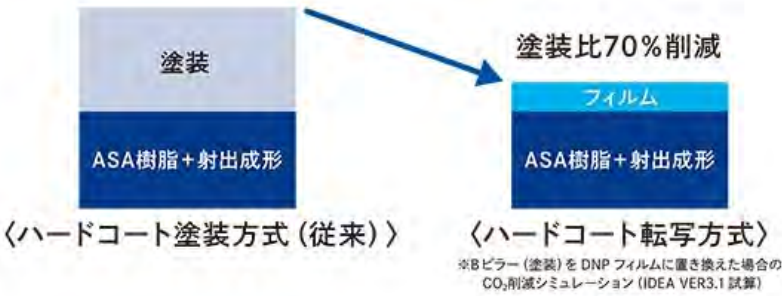 塗装
ASA樹脂+射出成形
〈ハードコート塗装方式(従来)〉
塗装比70%削減
フィルム
ASA樹脂+射出成形
〈ハードコート転写方式〉
※Bピラー(塗装)をDNPフィルムに置き換えた場合の
CO₂削減シミュレーション(IDEA VER3.1試算)